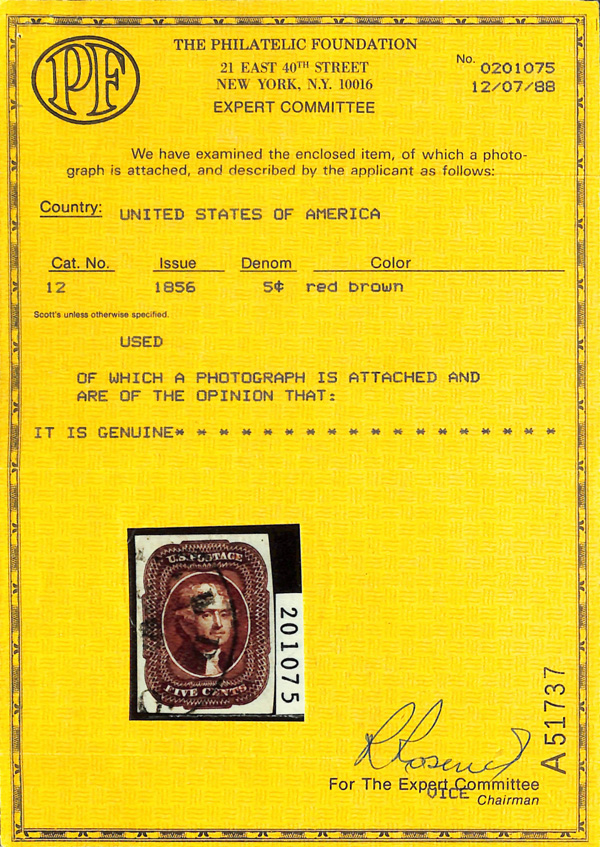 PF
THE PHILATELIC FOUNDATION
21 EAST 40TH STREET
NEW YORK, N.Y. 10016
EXPERT COMMITTEE
No. 0201075
12/07/88
We have examined the enclosed item, of which a photo-
graph is attached, and described by the applicant as follows:
Country: UNITED STATES OF AMERICA
Cat. No. Issue Denom Color
12 1856 5¢ red brown
Scott's unless otherwise specified.
USED
OF WHICH A PHOTOGRAPH IS ATTACHED AND
ARE OF THE OPINION THAT:
IT IS GENUINE* * * * * * * * * * * * * * * * * *
U.S. POSTAGE
FIVE CENTS
201075
A51737
For The Expert Committee
VICE Chairman